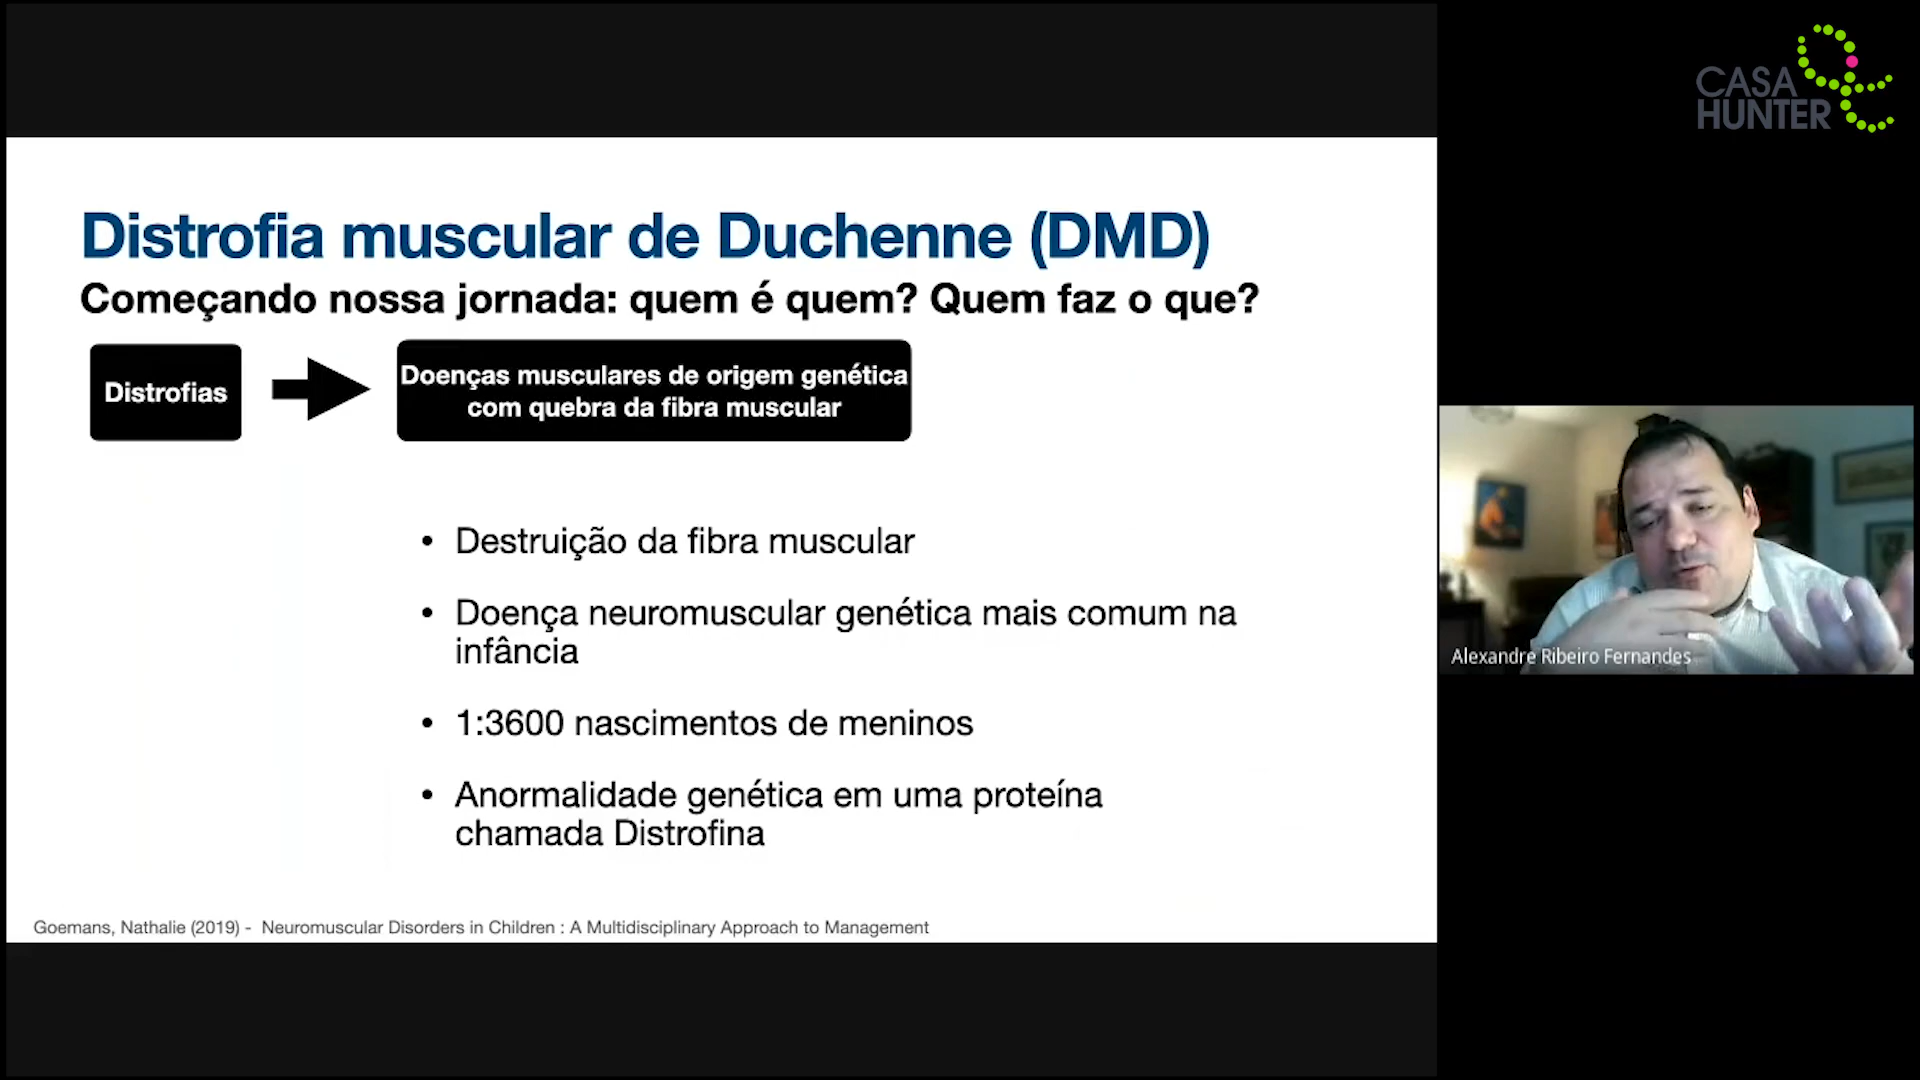 CASA
HUNTER
Distrofia muscular de Duchenne (DMD)
Começando nossa jornada: quem é quem? Quem faz o que?
Distrofias
Doenças musculares de origem genética
com quebra da fibra muscular
• Destruição da fibra muscular
• Doença neuromuscular genética mais comum na
infância
• 1:3600 nascimentos de meninos
• Anormalidade genética em uma proteína
chamada Distrofina
Goemans, Nathalie (2019) - Neuromuscular Disorders in Children : A Multidisciplinary Approach to Management
Alexandre Ribeiro Fernandes